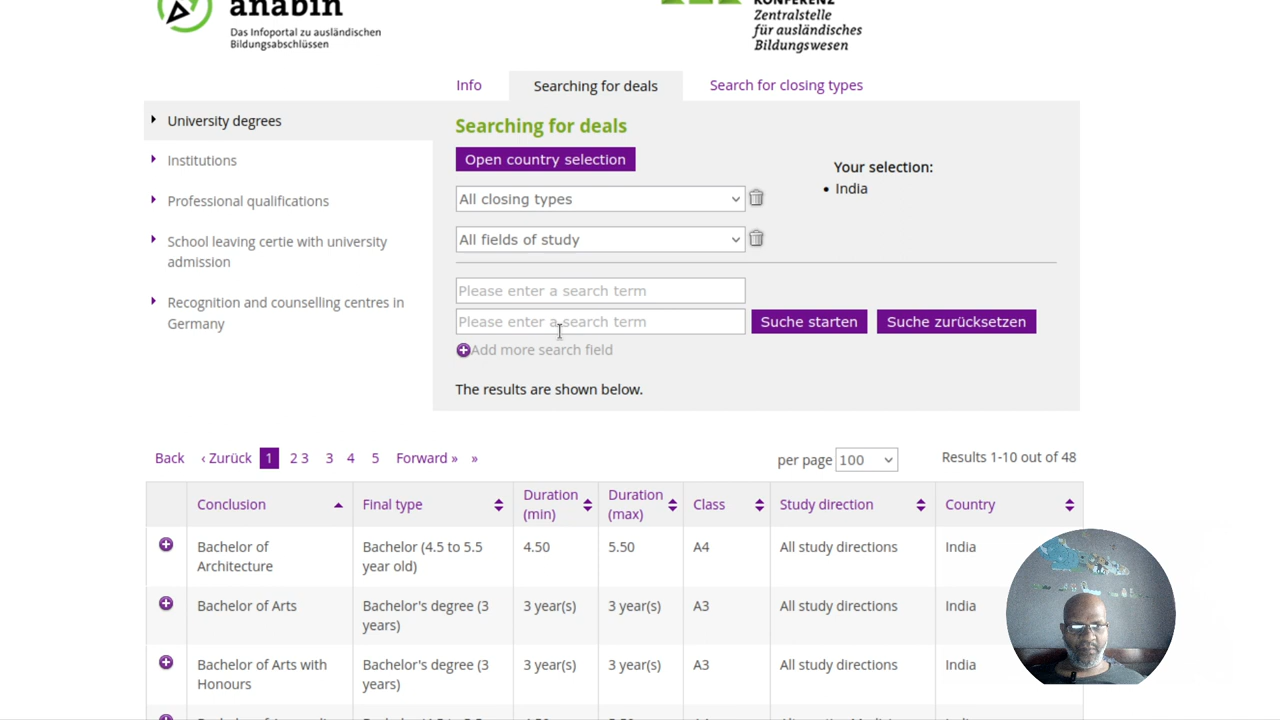 anabin
Das Infoportal zu ausländischen
Bildungsabschlüssen
KONFERENZ
Zentralstelle
für ausländisches
Bildungswesen
Info
Searching for deals
Search for closing types
University degrees
Institutions
Professional qualifications
School leaving certie with university
admission
Recognition and counselling centres in
Germany
Searching for deals
Open country selection
Your selection:
• India
All closing types
All fields of study
Please enter a search term
Please enter a search term
Suche starten
Suche zurücksetzen
Add more search field
The results are shown below.
Back ‹ Zurück 1 2 3 3 4 5 Forward » »
per page 100
Results 1-10 out of 48
Conclusion Final type Duration (min) Duration (max) Class Study direction Country
Bachelor of Architecture Bachelor (4.5 to 5.5 year old) 4.50 5.50 A4 All study directions India
Bachelor of Arts Bachelor's degree (3 years) 3 year(s) 3 year(s) A3 All study directions India
Bachelor of Arts with Honours Bachelor's degree (3 years) 3 year(s) 3 year(s) A3 All study directions India